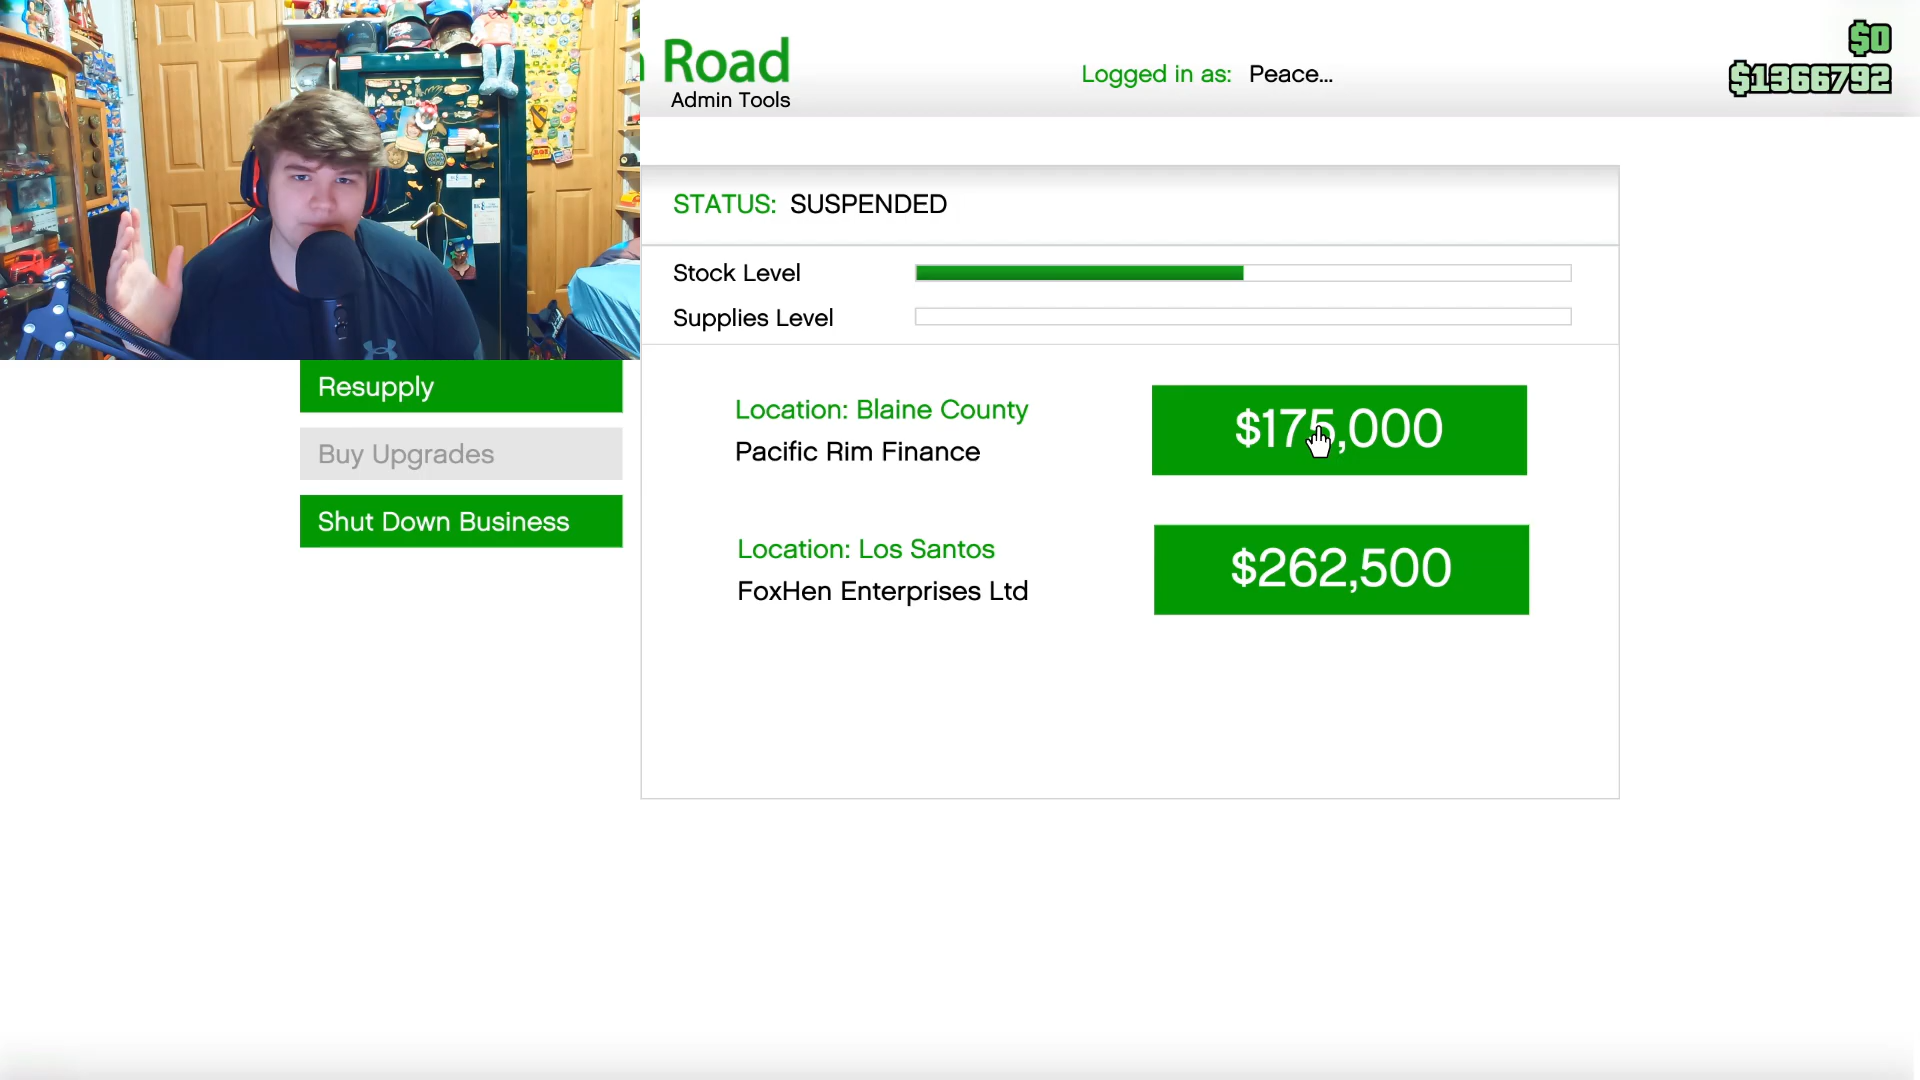 Road
Admin Tools
Logged in as: Peace...
$0
$1366792
STATUS: SUSPENDED
Stock Level
Supplies Level
Resupply
Buy Upgrades
Shut Down Business
Location: Blaine County
Pacific Rim Finance
$175,000
Location: Los Santos
FoxHen Enterprises Ltd
$262,500